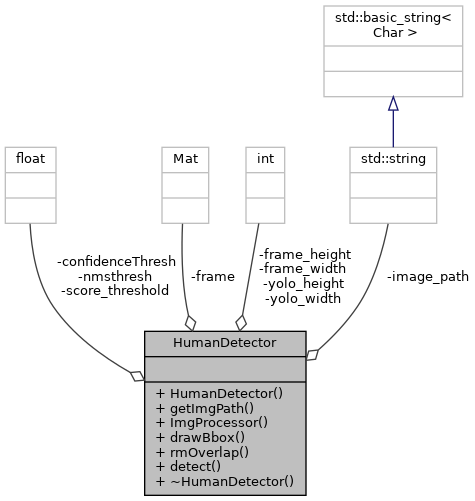 std::basic_string<
Char >
float
Mat
int
std::string
-confidenceThresh
-nmsthresh
-score_threshold
-frame
-frame_height
-frame_width
-yolo_height
-yolo_width
-image_path
HumanDetector
+ HumanDetector()
+ getImgPath()
+ ImgProcessor()
+ drawBbox()
+ rmOverlap()
+ detect()
+ ~HumanDetector()